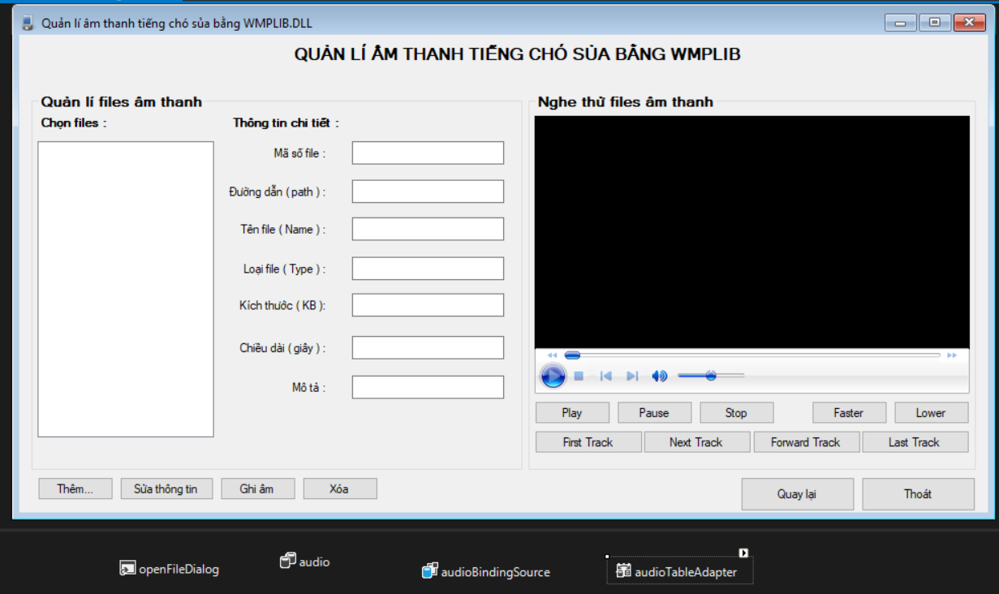 Quản lí âm thanh tiếng chó sủa bằng WMPLIB.DLL
QUẢN LÍ ÂM THANH TIẾNG CHÓ SỦA BẰNG WMPLIB
Quản lí files âm thanh
Chọn files :
Thông tin chi tiết :
Mã số file :
Đường dẫn ( path ) :
Tên file ( Name ) :
Loại file ( Type ) :
Kích thước ( KB ):
Chiều dài ( giây ) :
Mô tả :
Nghe thử files âm thanh
Play Pause Stop Faster Lower
First Track Next Track Forward Track Last Track
Thêm... Sửa thông tin Ghi âm Xóa
Quay lại Thoát
openFileDialog audio audioBindingSource audioTableAdapter